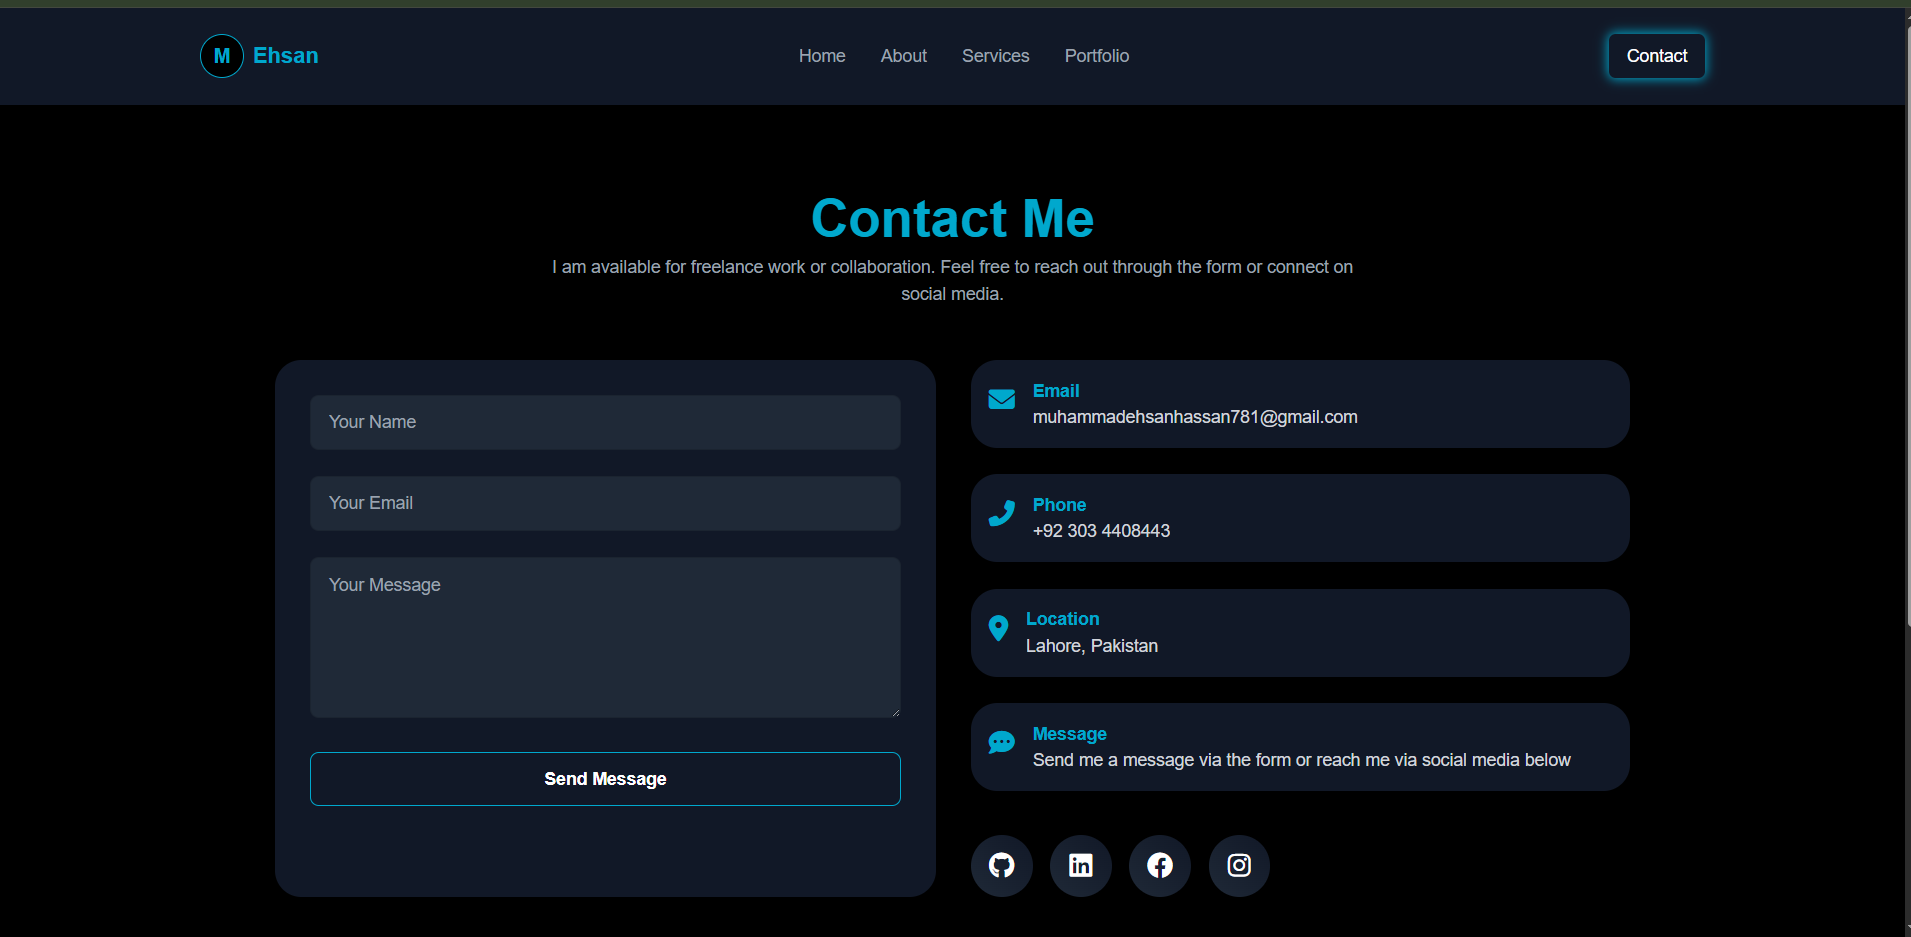 M Ehsan
Home About Services Portfolio
Contact
Contact Me
I am available for freelance work or collaboration. Feel free to reach out through the form or connect on
social media.
Your Name
Your Email
Your Message
Send Message
Email
muhammadehsanhassan781@gmail.com
Phone
+92 303 4408443
Location
Lahore, Pakistan
Message
Send me a message via the form or reach me via social media below
in